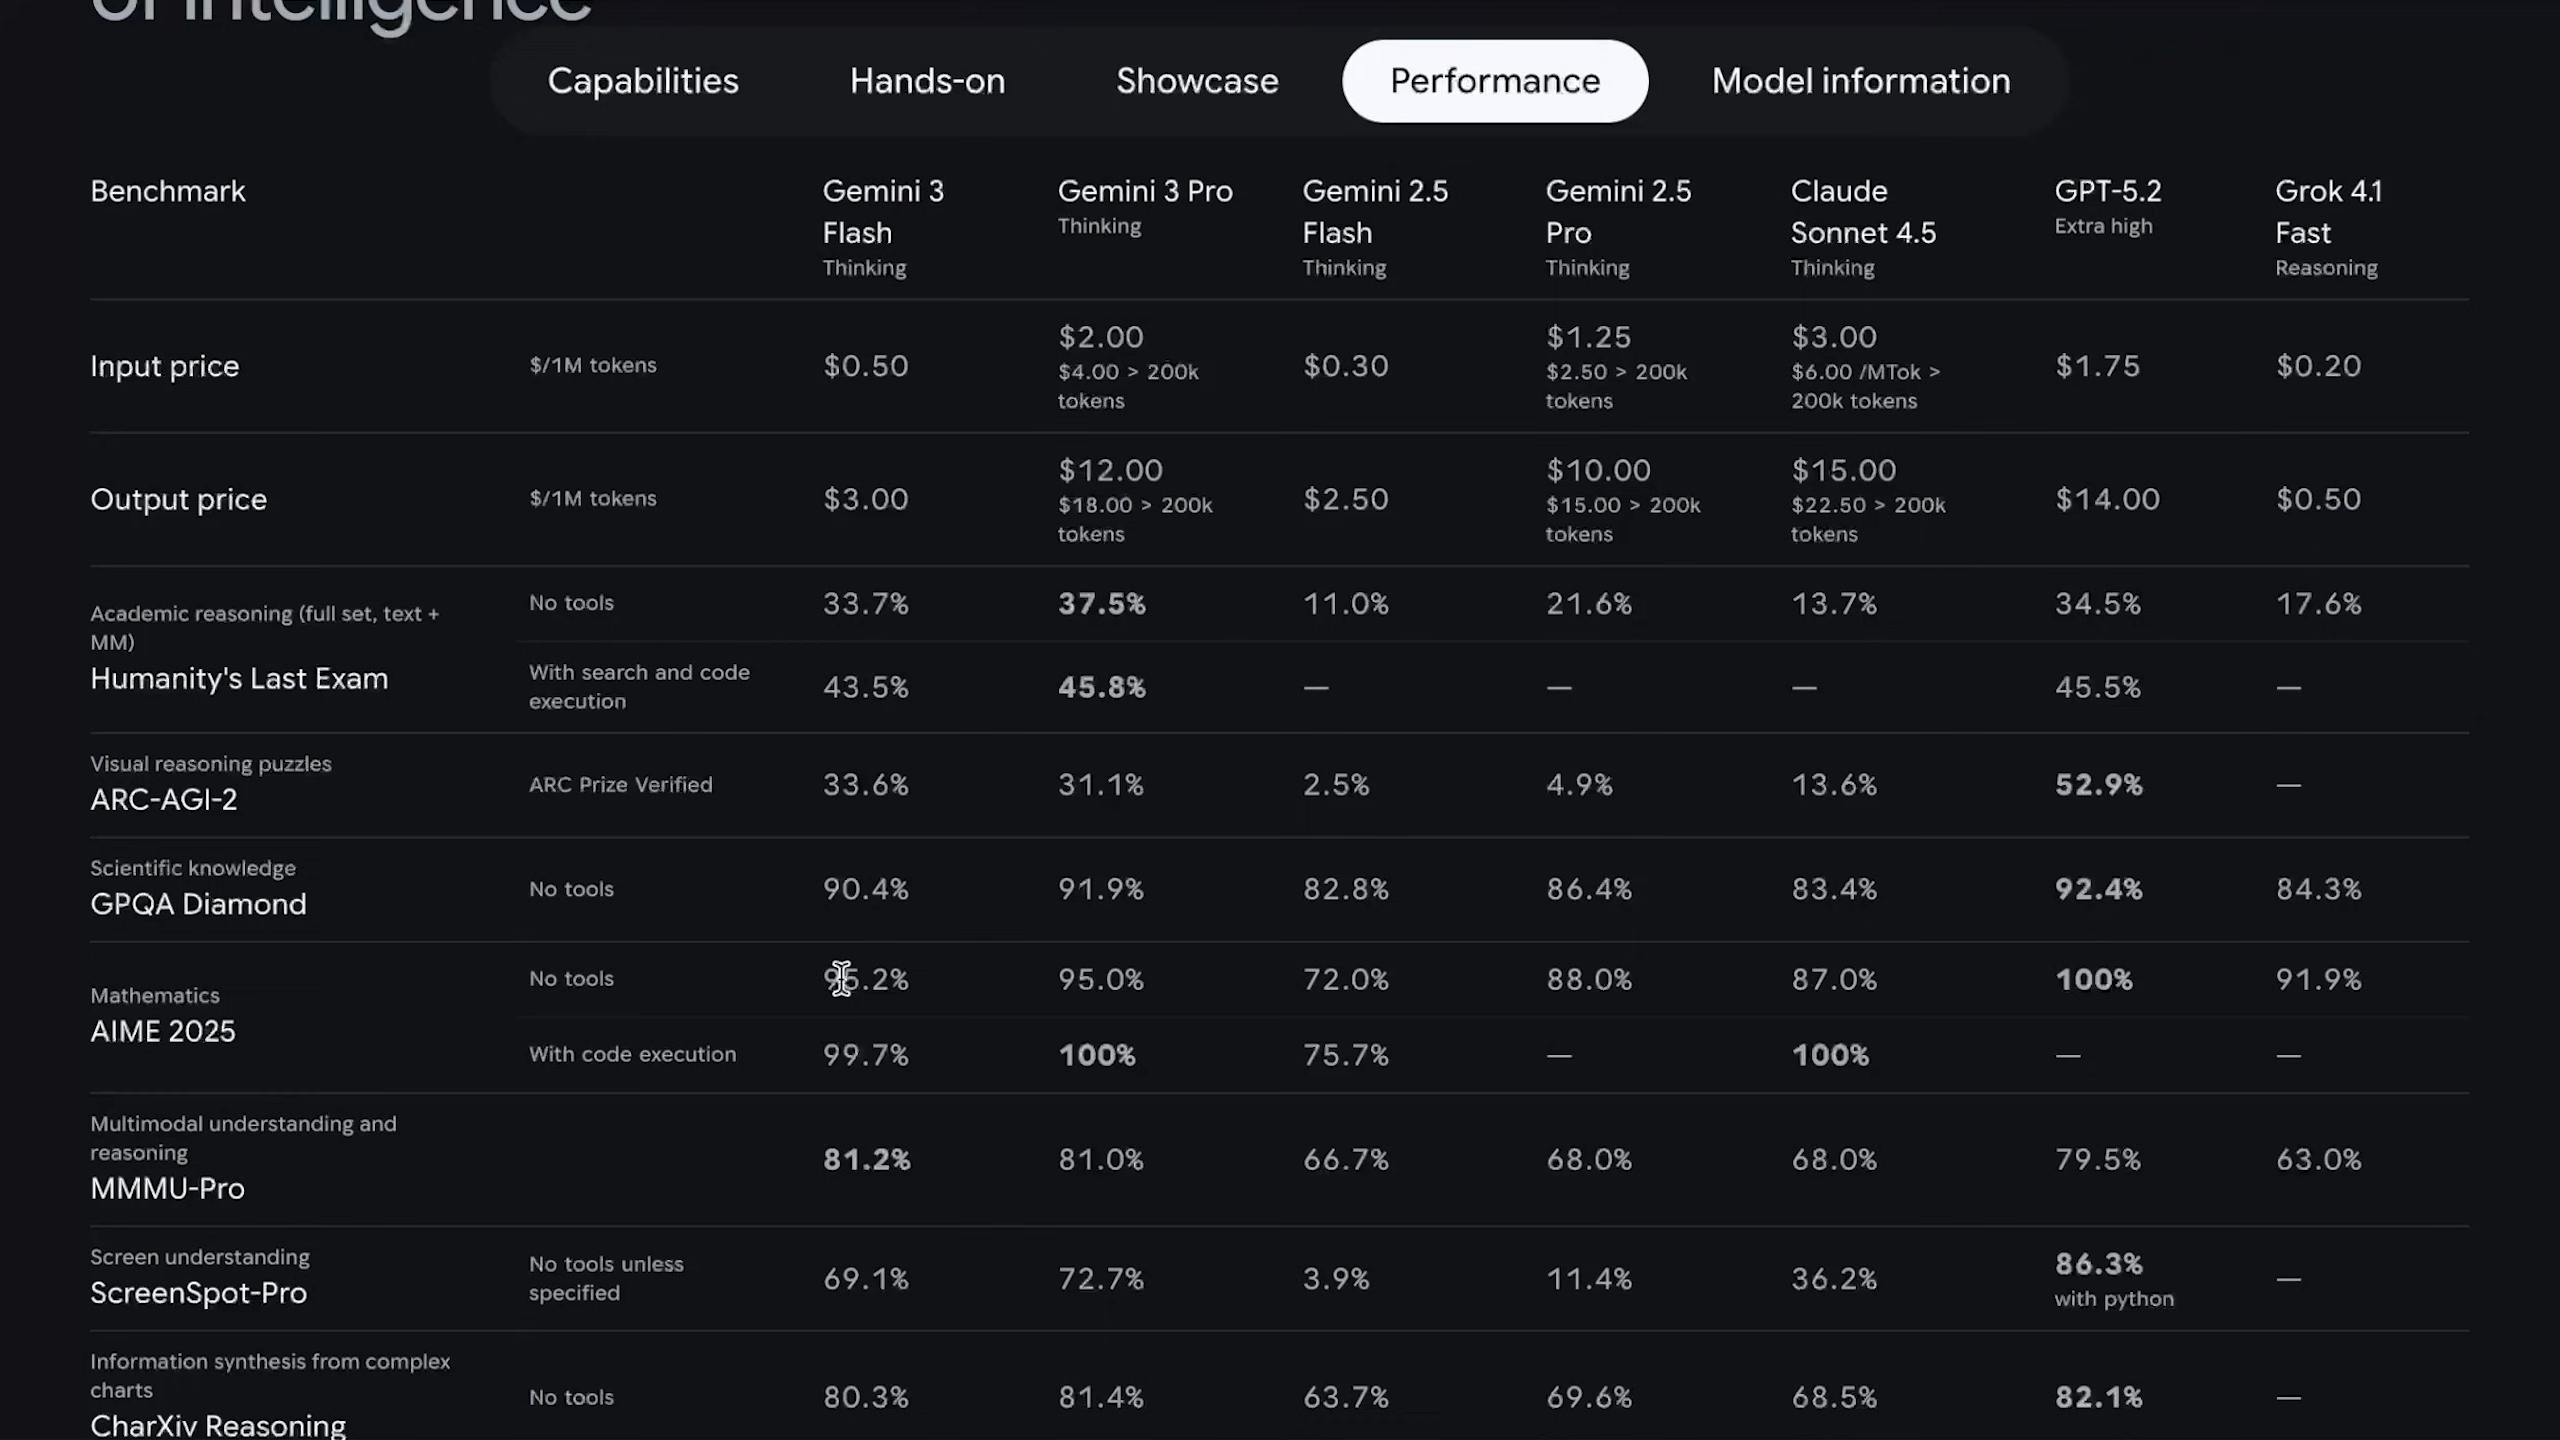 of intelligence
Capabilities Hands-on Showcase Performance Model information
Benchmark Gemini 3 Flash Thinking Gemini 3 Pro Thinking Gemini 2.5 Flash Thinking Gemini 2.5 Pro Thinking Claude Sonnet 4.5 Thinking GPT-5.2 Extra high Grok 4.1 Fast Reasoning
Input price $/1M tokens $0.50 $2.00 $4.00 > 200k tokens $0.30 $1.25 $2.50 > 200k tokens $3.00 $6.00 /MTok > 200k tokens $1.75 $0.20
Output price $/1M tokens $3.00 $12.00 $18.00 > 200k tokens $2.50 $10.00 $15.00 > 200k tokens $15.00 $22.50 > 200k tokens $14.00 $0.50
Academic reasoning (full set, text + MM)
Humanity's Last Exam
No tools 33.7% 37.5% 11.0% 21.6% 13.7% 34.5% 17.6%
With search and code execution 43.5% 45.8% — — — 45.5% —
Visual reasoning puzzles
ARC-AGI-2 ARC Prize Verified 33.6% 31.1% 2.5% 4.9% 13.6% 52.9% —
Scientific knowledge
GPQA Diamond No tools 90.4% 91.9% 82.8% 86.4% 83.4% 92.4% 84.3%
Mathematics
AIME 2025
No tools 95.2% 95.0% 72.0% 88.0% 87.0% 100% 91.9%
With code execution 99.7% 100% 75.7% — 100% — —
Multimodal understanding and reasoning
MMMU-Pro 81.2% 81.0% 66.7% 68.0% 68.0% 79.5% 63.0%
Screen understanding
ScreenSpot-Pro No tools unless specified 69.1% 72.7% 3.9% 11.4% 36.2% 86.3% with python —
Information synthesis from complex charts
CharXiv Reasoning No tools 80.3% 81.4% 63.7% 69.6% 68.5% 82.1% —